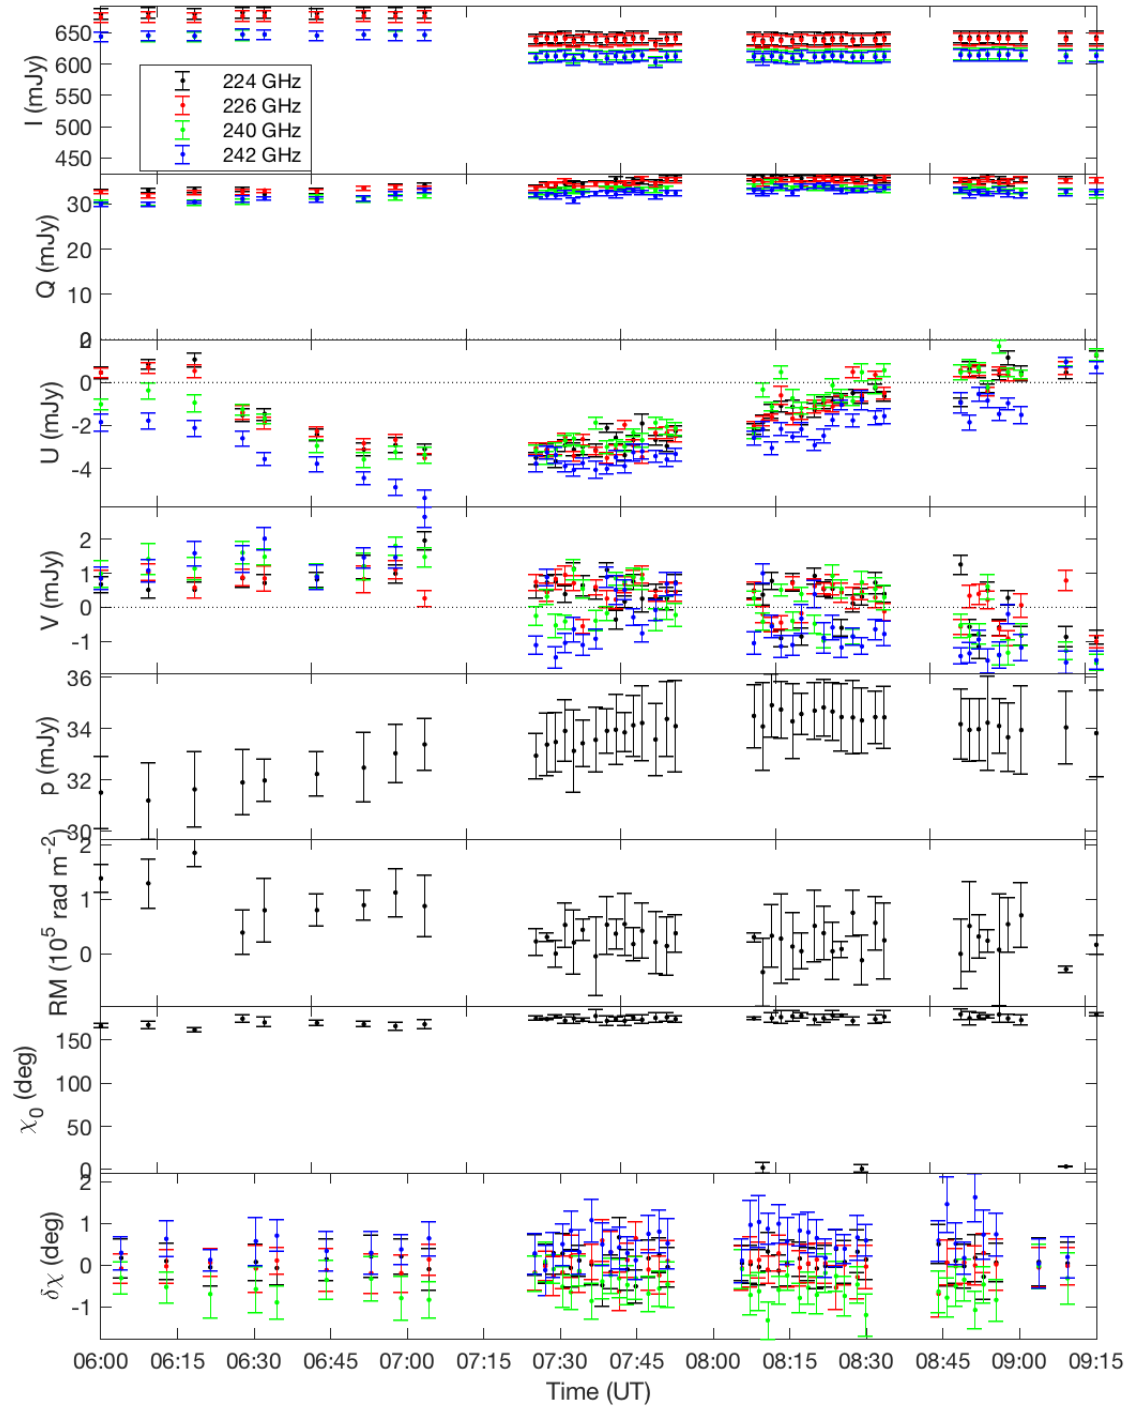 650
600
550
500
450
I (mJy)
224 GHz
226 GHz
240 GHz
242 GHz
30
20
10
0
Q (mJy)
2
0
-2
-4
U (mJy)
2
1
0
-1
V (mJy)
36
34
32
30
p (mJy)
2
1
0
RM (10^5 rad m^-2)
150
100
50
0
χ_0 (deg)
2
1
0
-1
δχ (deg)
06:00 06:15 06:30 06:45 07:00 07:15 07:30 07:45 08:00 08:15 08:30 08:45 09:00 09:15
Time (UT)